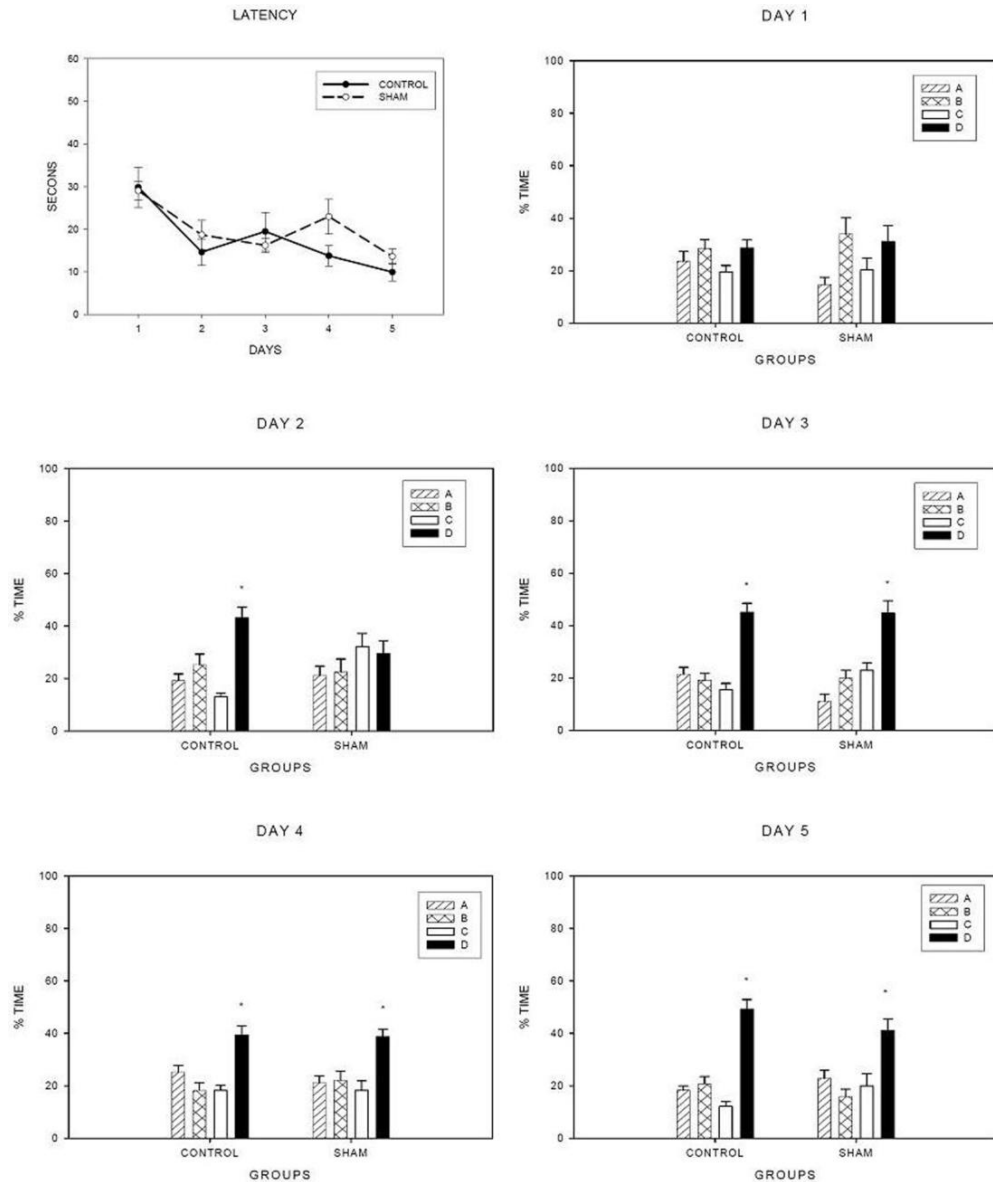 LATENCY
60
50
40
30
20
10
0
SECONS
CONTROL
SHAM
1 2 3 4 5
DAYS
DAY 1
100
80
60
40
20
0
% TIME
A
B
C
D
CONTROL SHAM
GROUPS
DAY 2
100
80
60
40
20
0
% TIME
A
B
C
D
*
CONTROL SHAM
GROUPS
DAY 3
100
80
60
40
20
0
% TIME
A
B
C
D
* *
CONTROL SHAM
GROUPS
DAY 4
100
80
60
40
20
0
% TIME
A
B
C
D
* *
CONTROL SHAM
GROUPS
DAY 5
100
80
60
40
20
0
% TIME
A
B
C
D
* *
CONTROL SHAM
GROUPS